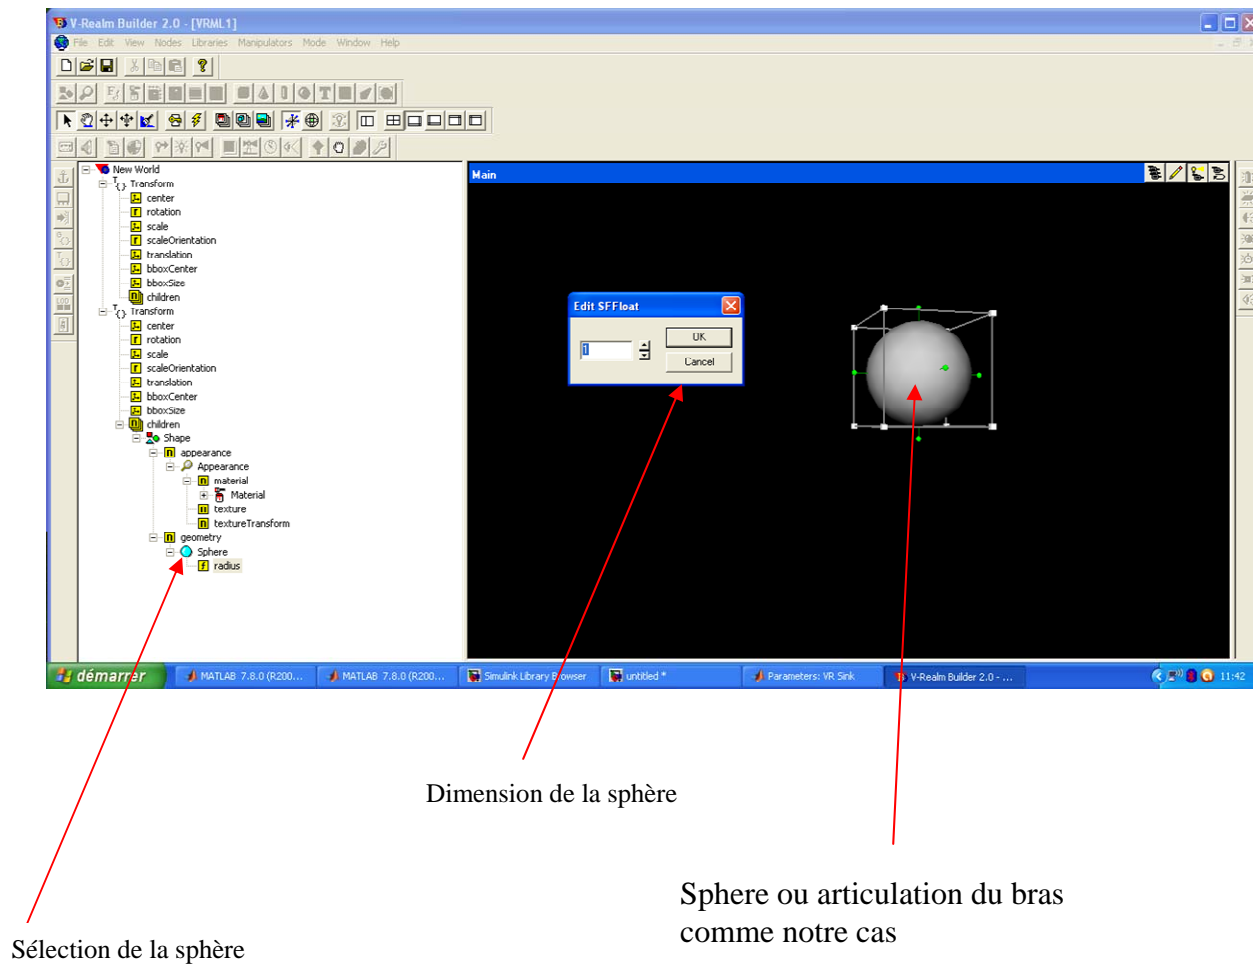 V-Realm Builder 2.0 - [VRML1]
File Edit View Nodes Libraries Manipulators Mode Window Help
New World
Transform
center
rotation
scale
scaleOrientation
translation
bboxCenter
bboxSize
children
Transform
center
rotation
scale
scaleOrientation
translation
bboxCenter
bboxSize
children
Shape
appearance
Appearance
material
Material
texture
textureTransform
geometry
Sphere
radius
Main
Edit SFFloat
1
OK
Cancel
démarrer
MATLAB 7.8.0 (R200...
MATLAB 7.8.0 (R200...
Simulink Library Browser
untitled *
Parameters: VR Sink
V-Realm Builder 2.0 - ...
11:42
Dimension de la sphère
Sphere ou articulation du bras
comme notre cas
Sélection de la sphère